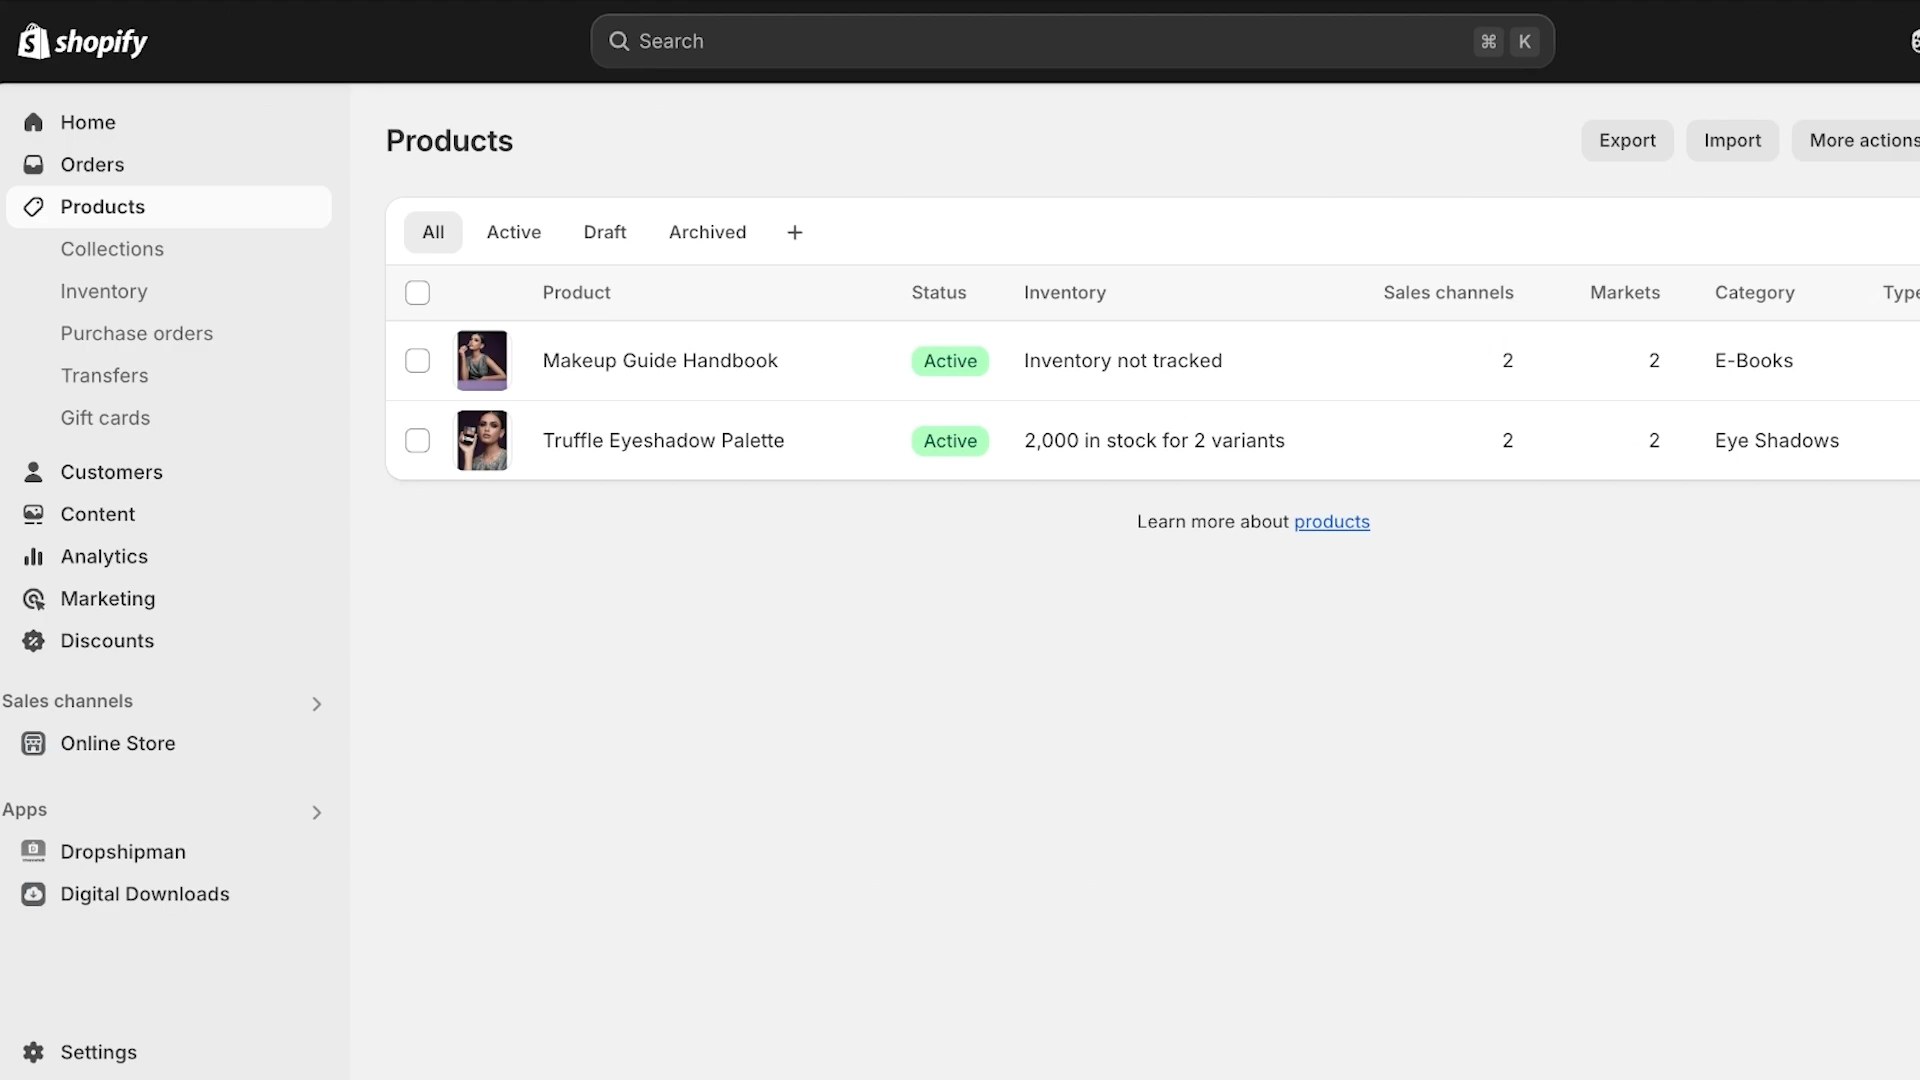 shopify
Search
⌘ K
Home
Orders
Products
Collections
Inventory
Purchase orders
Transfers
Gift cards
Customers
Content
Analytics
Marketing
Discounts
Sales channels
Online Store
Apps
Dropshipman
Digital Downloads
Settings
Products
Export Import More actions
All Active Draft Archived +
Product Status Inventory Sales channels Markets Category Type
Makeup Guide Handbook Active Inventory not tracked 2 2 E-Books
Truffle Eyeshadow Palette Active 2,000 in stock for 2 variants 2 2 Eye Shadows
Learn more about products